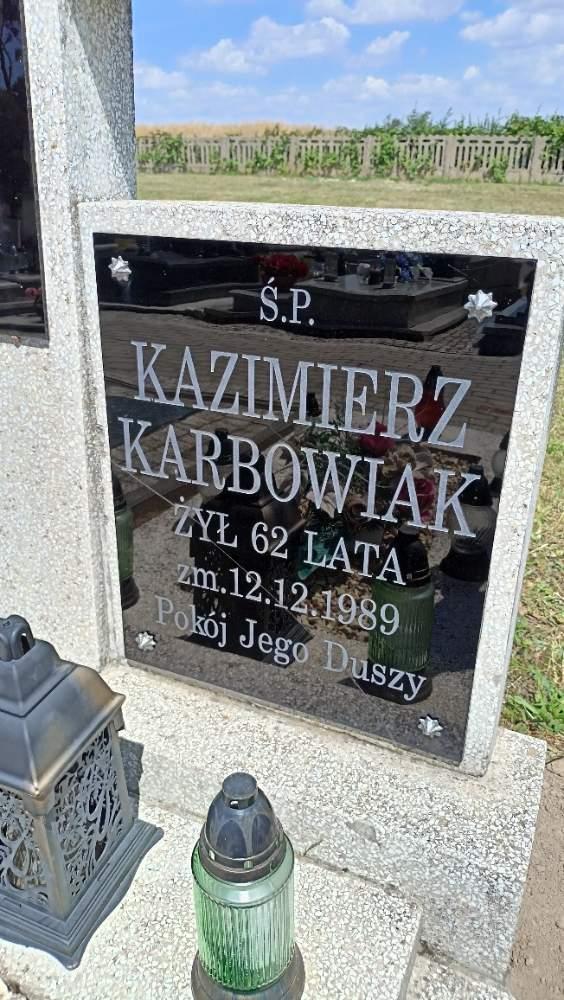 Ś.P.
KAZIMIERZ
KARBOWIAK
ŻYŁ 62 LATA
zm.12.12.1989
Pokój Jego Duszy